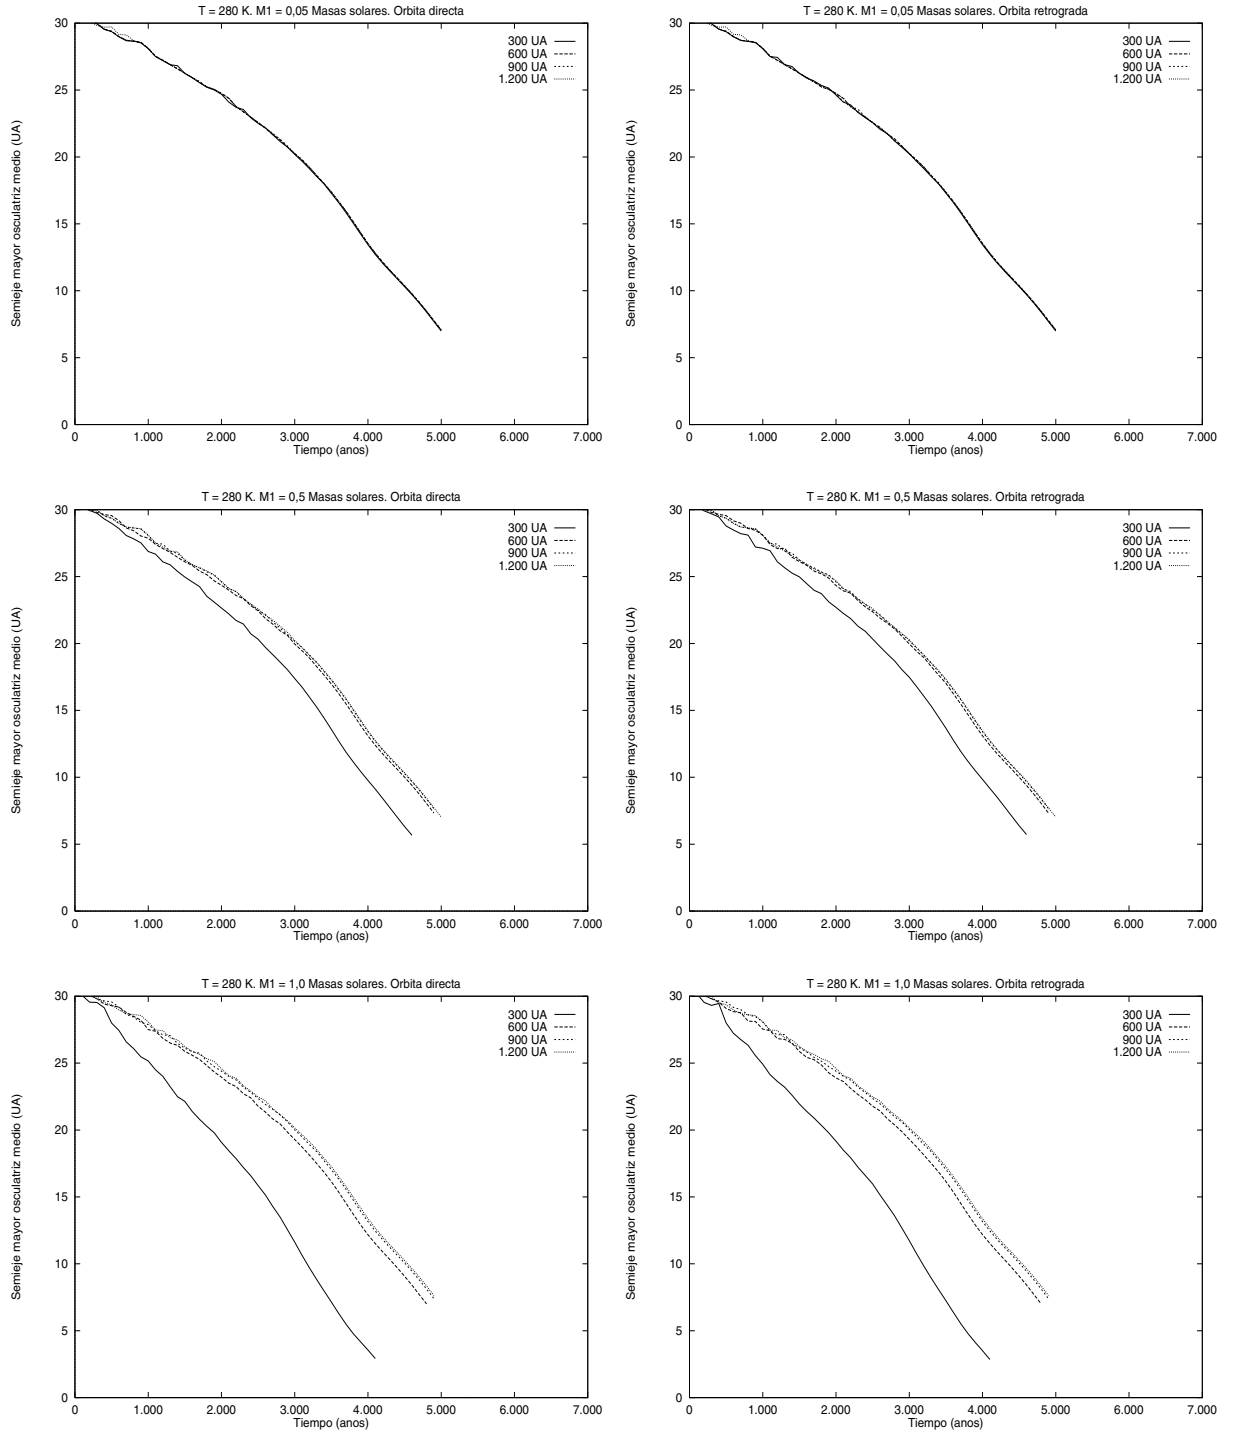 T = 280 K. M1 = 0,05 Masas solares. Orbita directa
30
25
20
15
10
5
0
Semieje mayor osculatriz medio (UA)
300 UA
600 UA
900 UA
1.200 UA
0 1.000 2.000 3.000 4.000 5.000 6.000 7.000
Tiempo (anos)
T = 280 K. M1 = 0,05 Masas solares. Orbita retrograda
30
25
20
15
10
5
0
Semieje mayor osculatriz medio (UA)
300 UA
600 UA
900 UA
1.200 UA
0 1.000 2.000 3.000 4.000 5.000 6.000 7.000
Tiempo (anos)
T = 280 K. M1 = 0,5 Masas solares. Orbita directa
30
25
20
15
10
5
0
Semieje mayor osculatriz medio (UA)
300 UA
600 UA
900 UA
1.200 UA
0 1.000 2.000 3.000 4.000 5.000 6.000 7.000
Tiempo (anos)
T = 280 K. M1 = 0,5 Masas solares. Orbita retrograda
30
25
20
15
10
5
0
Semieje mayor osculatriz medio (UA)
300 UA
600 UA
900 UA
1.200 UA
0 1.000 2.000 3.000 4.000 5.000 6.000 7.000
Tiempo (anos)
T = 280 K. M1 = 1,0 Masas solares. Orbita directa
30
25
20
15
10
5
0
Semieje mayor osculatriz medio (UA)
300 UA
600 UA
900 UA
1.200 UA
0 1.000 2.000 3.000 4.000 5.000 6.000 7.000
Tiempo (anos)
T = 280 K. M1 = 1,0 Masas solares. Orbita retrograda
30
25
20
15
10
5
0
Semieje mayor osculatriz medio (UA)
300 UA
600 UA
900 UA
1.200 UA
0 1.000 2.000 3.000 4.000 5.000 6.000 7.000
Tiempo (anos)